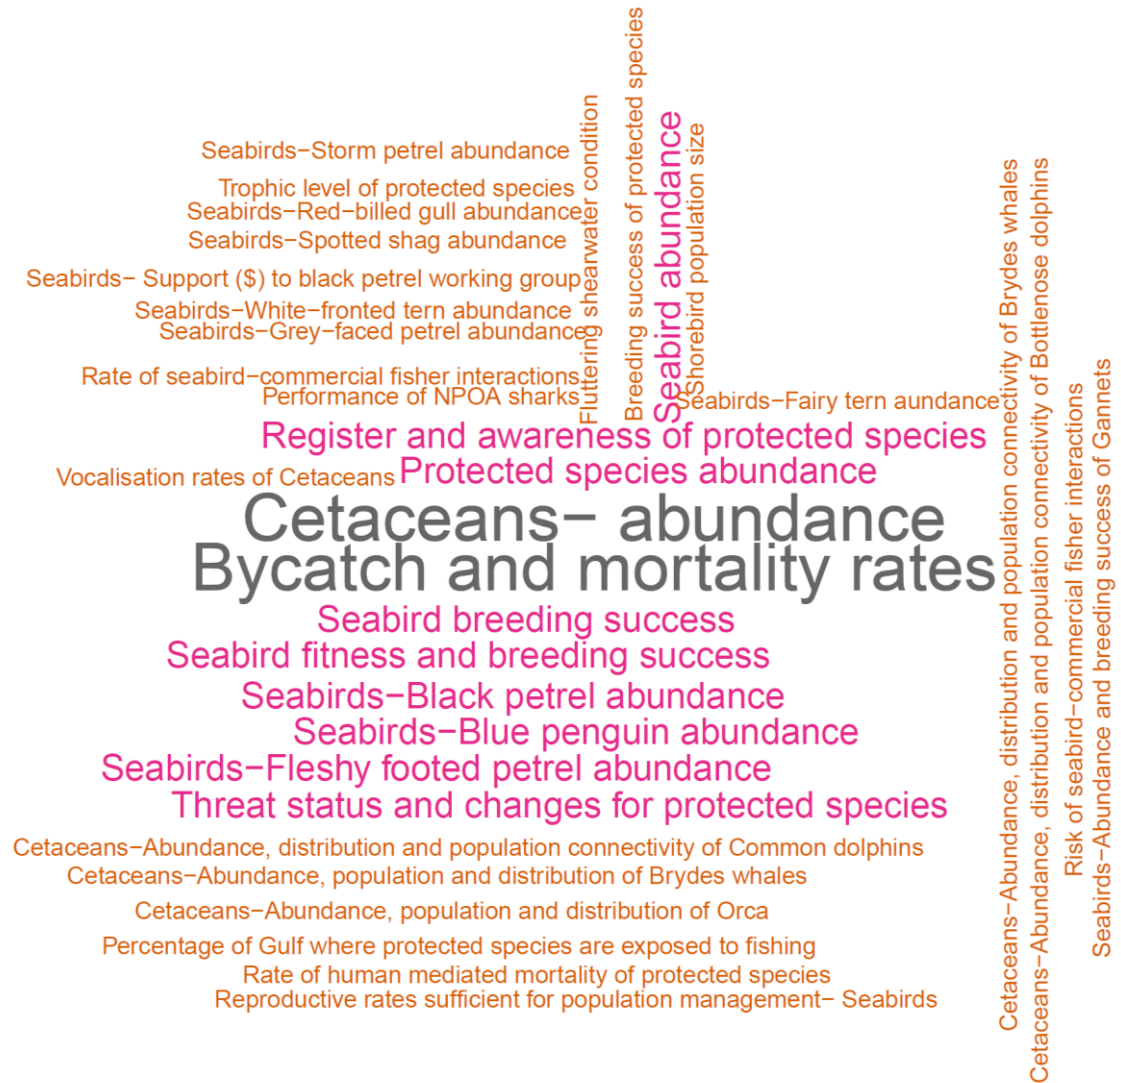 Seabirds−Storm petrel abundance
Trophic level of protected species
Seabirds−Red−billed gull abundance
Seabirds−Spotted shag abundance
Seabirds− Support ($) to black petrel working group
Seabirds−White−fronted tern abundance
Seabirds−Grey−faced petrel abundance
Rate of seabird−commercial fisher interactions
Performance of NPOA sharks
Fluttering shearwater condition
Breeding success of protected species
Seabird abundance
Shorebird population size
Seabirds−Fairy tern aundance
Register and awareness of protected species
Vocalisation rates of Cetaceans
Protected species abundance
Cetaceans− abundance
Bycatch and mortality rates
Seabird breeding success
Seabird fitness and breeding success
Seabirds−Black petrel abundance
Seabirds−Blue penguin abundance
Seabirds−Fleshy footed petrel abundance
Threat status and changes for protected species
Cetaceans−Abundance, distribution and population connectivity of Common dolphins
Cetaceans−Abundance, population and distribution of Brydes whales
Cetaceans−Abundance, population and distribution of Orca
Percentage of Gulf where protected species are exposed to fishing
Rate of human mediated mortality of protected species
Reproductive rates sufficient for population management− Seabirds
Cetaceans−Abundance, distribution and population connectivity of Brydes whales
Cetaceans−Abundance, distribution and population connectivity of Bottlenose dolphins
Risk of seabird−commercial fisher interactions
Seabirds−Abundance and breeding success of Gannets